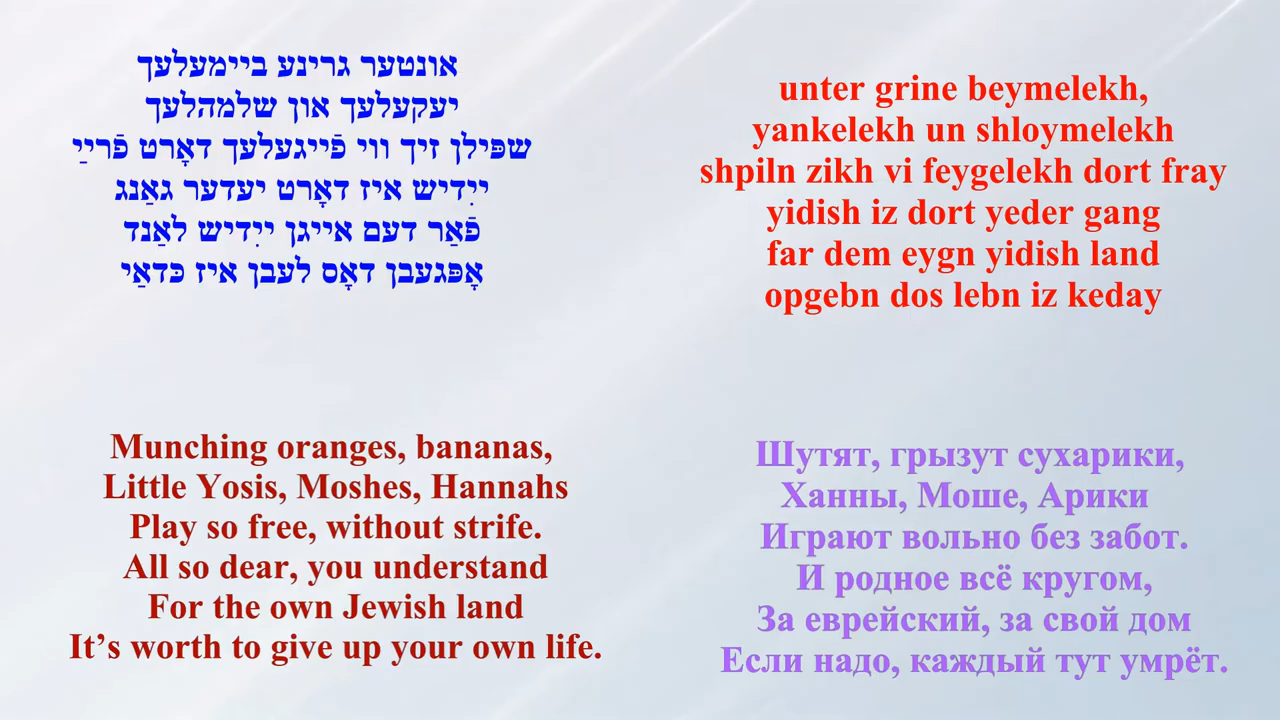 אונטער גרינע ביימעלעך
יעקעלעך און שלמהלעך
שפּילן זיך ווי פֿייגעלעך דאָרט פֿרייַ
ייִדיש איז דאָרט יעדער גאַנג
פֿאַר דעם אייגן ייִדיש לאַנד
אָפּגעבן דאָס לעבן איז כּדאַי
unter grine beymelekh,
yankelekh un shloymelekh
shpiln zikh vi feygelekh dort fray
yidish iz dort yeder gang
far dem eygn yidish land
opgebn dos lebn iz keday
Munching oranges, bananas,
Little Yosis, Moshes, Hannahs
Play so free, without strife.
All so dear, you understand
For the own Jewish land
It’s worth to give up your own life.
Шутят, грызут сухарики,
Ханны, Моше, Арики
Играют вольно без забот.
И родное всё кругом,
За еврейский, за свой дом
Если надо, каждый тут умрёт.